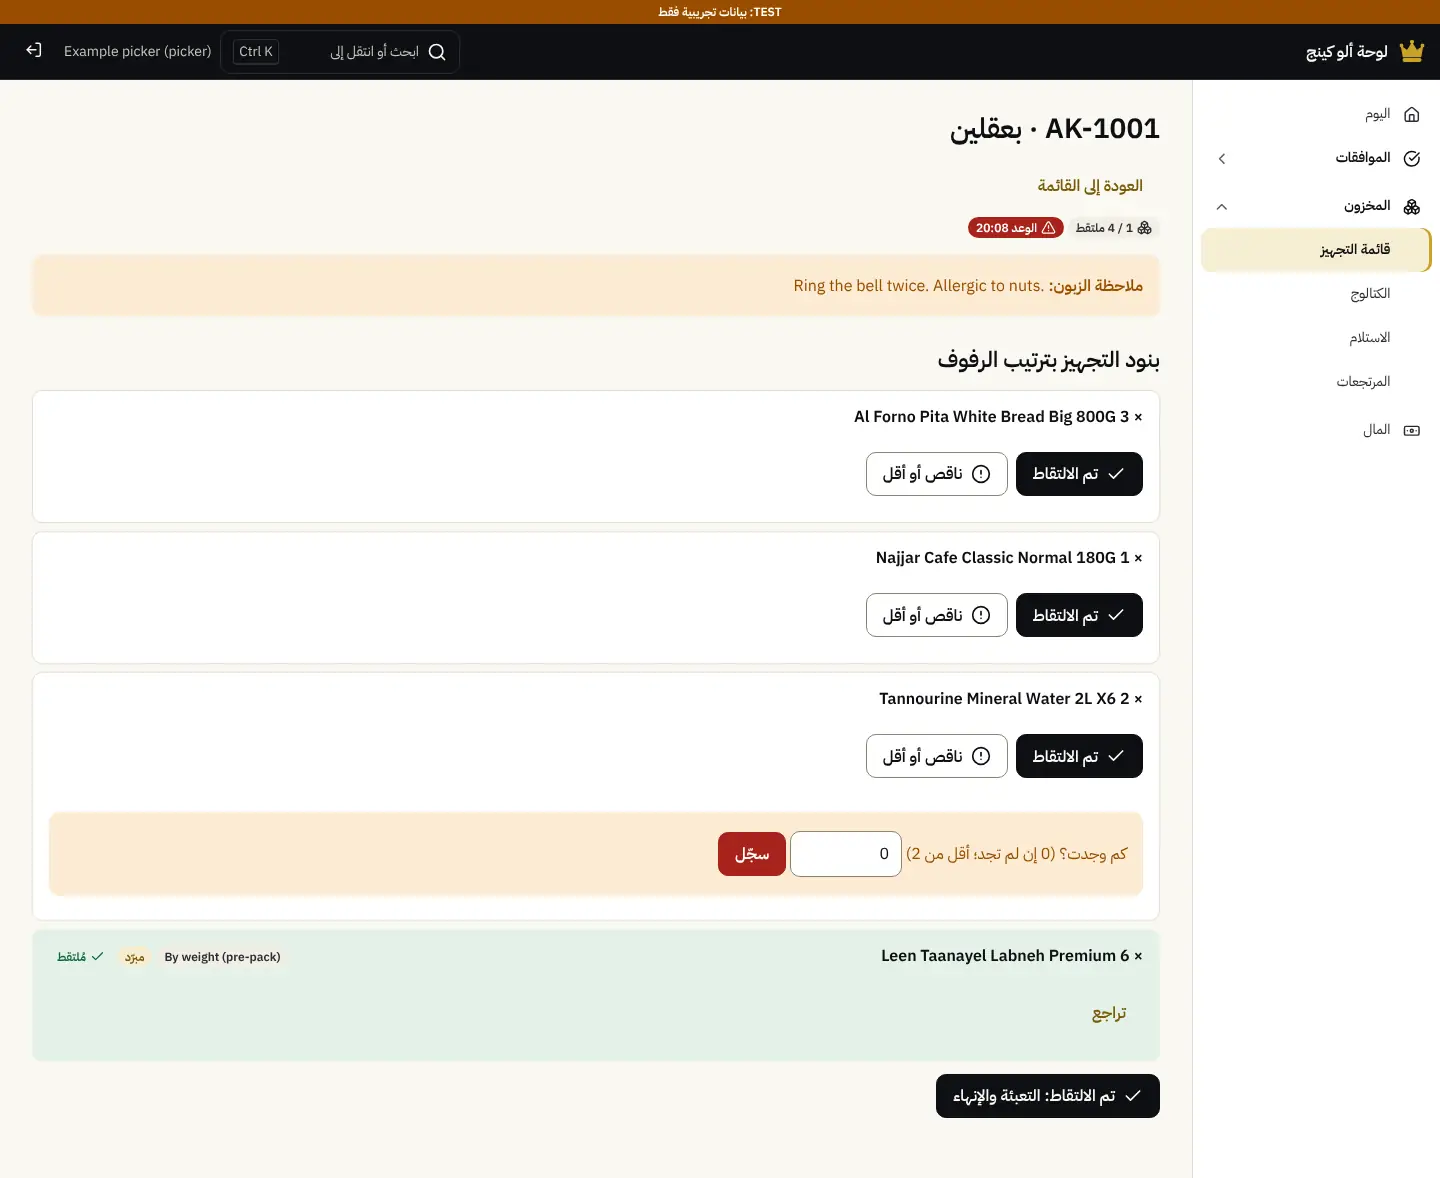 TEST: بيانات تجريبية فقط
لوحة ألو كينج
ابحث أو انتقل إلى Ctrl K
Example picker (picker)
اليوم
الموافقات
المخزون
قائمة التجهيز
الكتالوج
الاستلام
المرتجعات
المال
AK-1001 · بعقلين
العودة إلى القائمة
1 / 4 ملتقط
الوعد 20:08
ملاحظة الزبون: Ring the bell twice. Allergic to nuts.
بنود التجهيز بترتيب الرفوف
Al Forno Pita White Bread Big 800G 3 ×
تم الالتقاط
ناقص أو أقل
Najjar Cafe Classic Normal 180G 1 ×
تم الالتقاط
ناقص أو أقل
Tannourine Mineral Water 2L X6 2 ×
تم الالتقاط
ناقص أو أقل
كم وجدت؟ (0 إن لم تجد؛ أقل من 2) 0 سجّل
Leen Taanayel Labneh Premium 6 ×
By weight (pre-pack)
مبرّد
مُلتقط
تراجع
تم الالتقاط: التعبئة والإنهاء